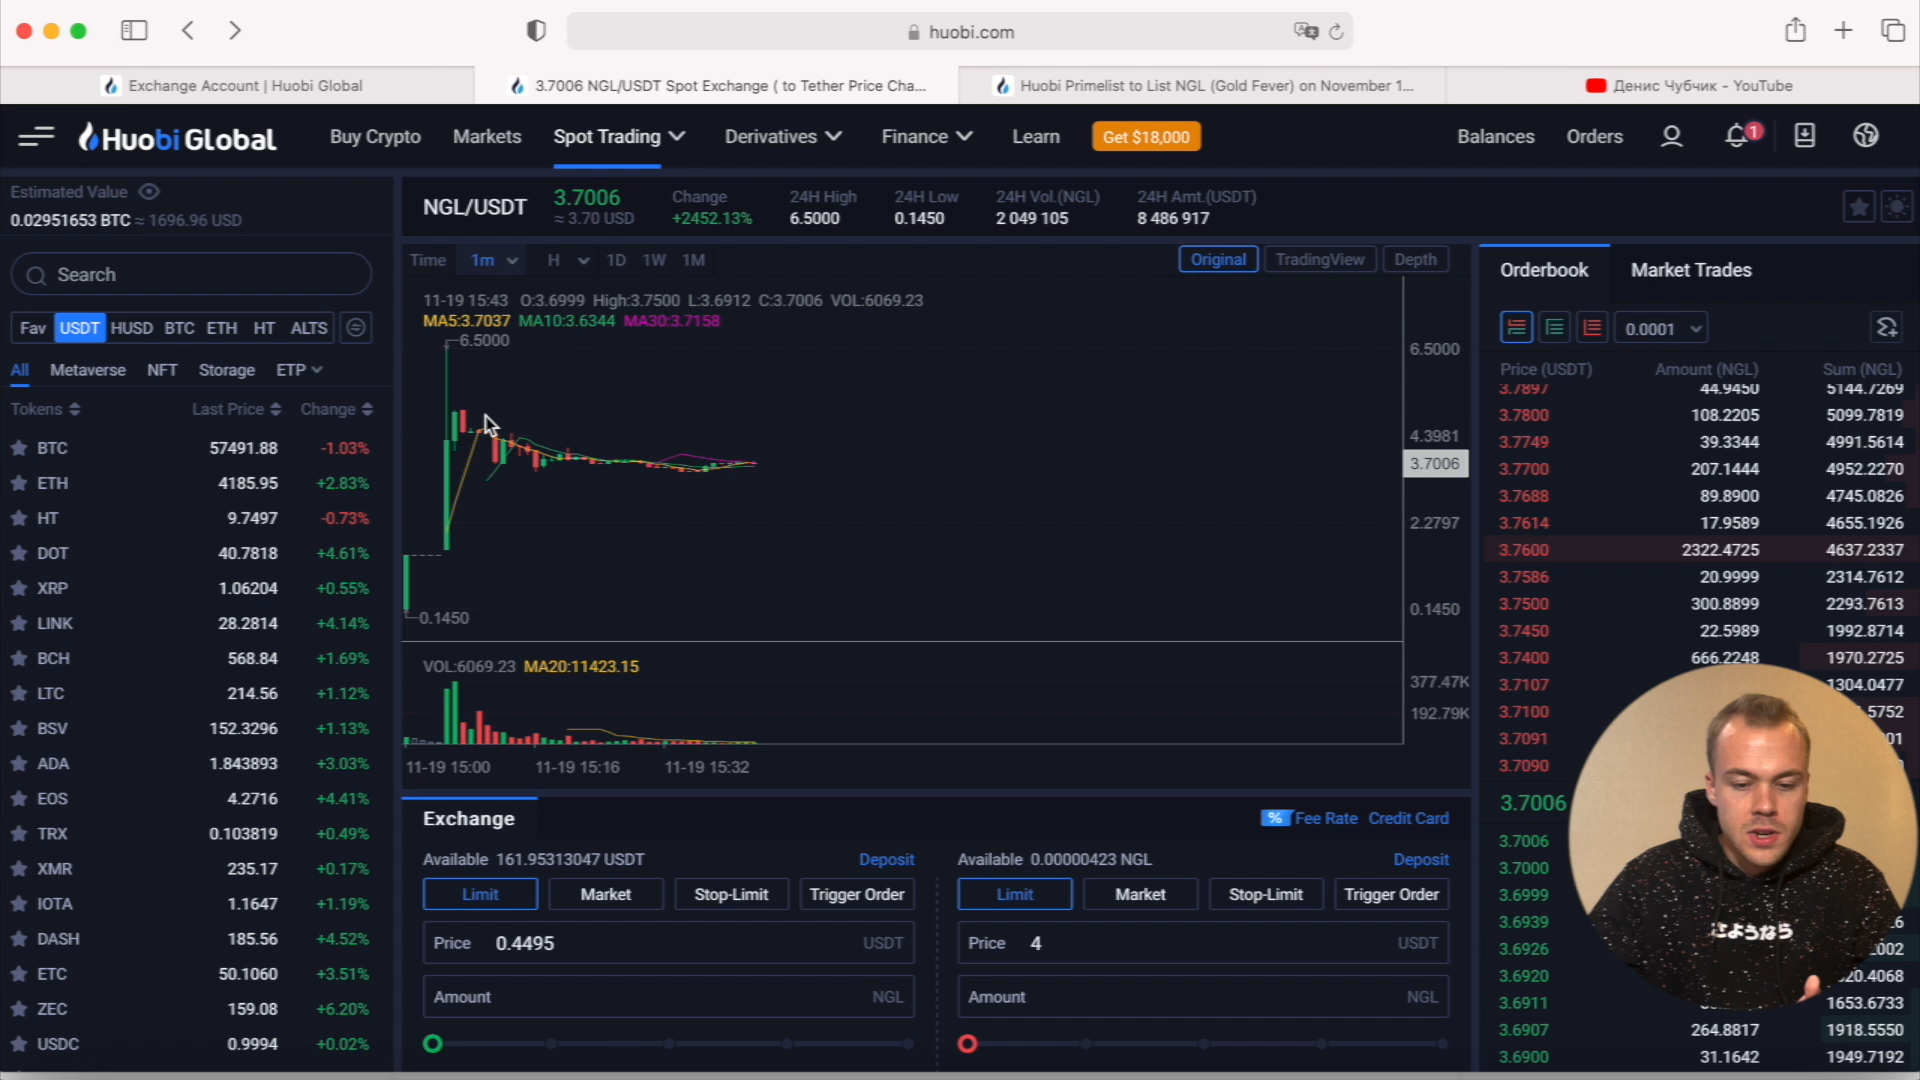 huobi.com
Exchange Account | Huobi Global
3.7006 NGL/USDT Spot Exchange ( to Tether Price Cha...
Huobi Primelist to List NGL (Gold Fever) on November 1...
Денис Чубчик - YouTube
Huobi Global
Buy Crypto
Markets
Spot Trading
Derivatives
Finance
Learn
Get $18,000
Balances
Orders
1
Estimated Value
0.02951653 BTC ≈ 1696.96 USD
NGL/USDT
3.7006
≈ 3.70 USD
Change
+2452.13%
24H High
6.5000
24H Low
0.1450
24H Vol.(NGL)
2 049 105
24H Amt.(USDT)
8 486 917
Search
Fav USDT HUSD BTC ETH HT ALTS
All Metaverse NFT Storage ETP
Tokens Last Price Change
BTC 57491.88 -1.03%
ETH 4185.95 +2.83%
HT 9.7497 -0.73%
DOT 40.7818 +4.61%
XRP 1.06204 +0.55%
LINK 28.2814 +4.14%
BCH 568.84 +1.69%
LTC 214.56 +1.12%
BSV 152.3296 +1.13%
ADA 1.843893 +3.03%
EOS 4.2716 +4.41%
TRX 0.103819 +0.49%
XMR 235.17 +0.17%
IOTA 1.1647 +1.19%
DASH 185.56 +4.52%
ETC 50.1060 +3.51%
ZEC 159.08 +6.20%
USDC 0.9994 +0.02%
Time 1m H 1D 1W 1M
Original TradingView Depth
11-19 15:43 O:3.6999 High:3.7500 L:3.6912 C:3.7006 VOL:6069.23
MA5:3.7037 MA10:3.6344 MA30:3.7158
6.5000
6.5000
4.3981
3.7006
2.2797
0.1450
0.1450
VOL:6069.23 MA20:11423.15
377.47K
192.79K
11-19 15:00 11-19 15:16 11-19 15:32
Exchange
% Fee Rate Credit Card
Available 161.95313047 USDT Deposit
Limit Market Stop-Limit Trigger Order
Price 0.4495 USDT
Amount NGL
Available 0.00000423 NGL Deposit
Limit Market Stop-Limit Trigger Order
Price 4 USDT
Amount NGL
Orderbook Market Trades
0.0001
Price (USDT) Amount (NGL) Sum (NGL)
3.7897 44.9450 5144.7269
3.7800 108.2205 5099.7819
3.7749 39.3344 4991.5614
3.7700 207.1444 4952.2270
3.7688 89.8900 4745.0826
3.7614 17.9589 4655.1926
3.7600 2322.4725 4637.2337
3.7586 20.9999 2314.7612
3.7500 300.8899 2293.7613
3.7450 22.5989 1992.8714
3.7400 666.2248 1970.2725
3.7107 1304.0477
3.7100 5752
3.7091 01
3.7090
3.7006
3.7006
3.7000
3.6999
3.6939 6
3.6926 002
3.6920 20.4068
3.6911 1653.6733
3.6907 264.8817 1918.5550
3.6900 31.1642 1949.7192
さようなら